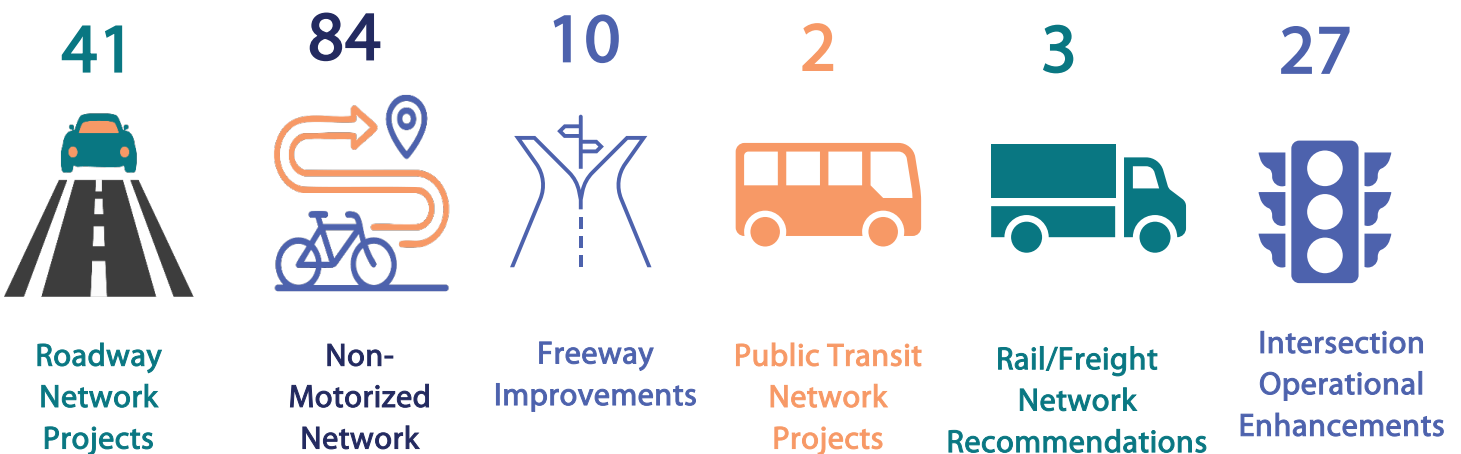 41
Roadway
Network
Projects
84
Non-
Motorized
Network
10
Freeway
Improvements
2
Public Transit
Network
Projects
3
Rail/Freight
Network
Recommendations
27
Intersection
Operational
Enhancements